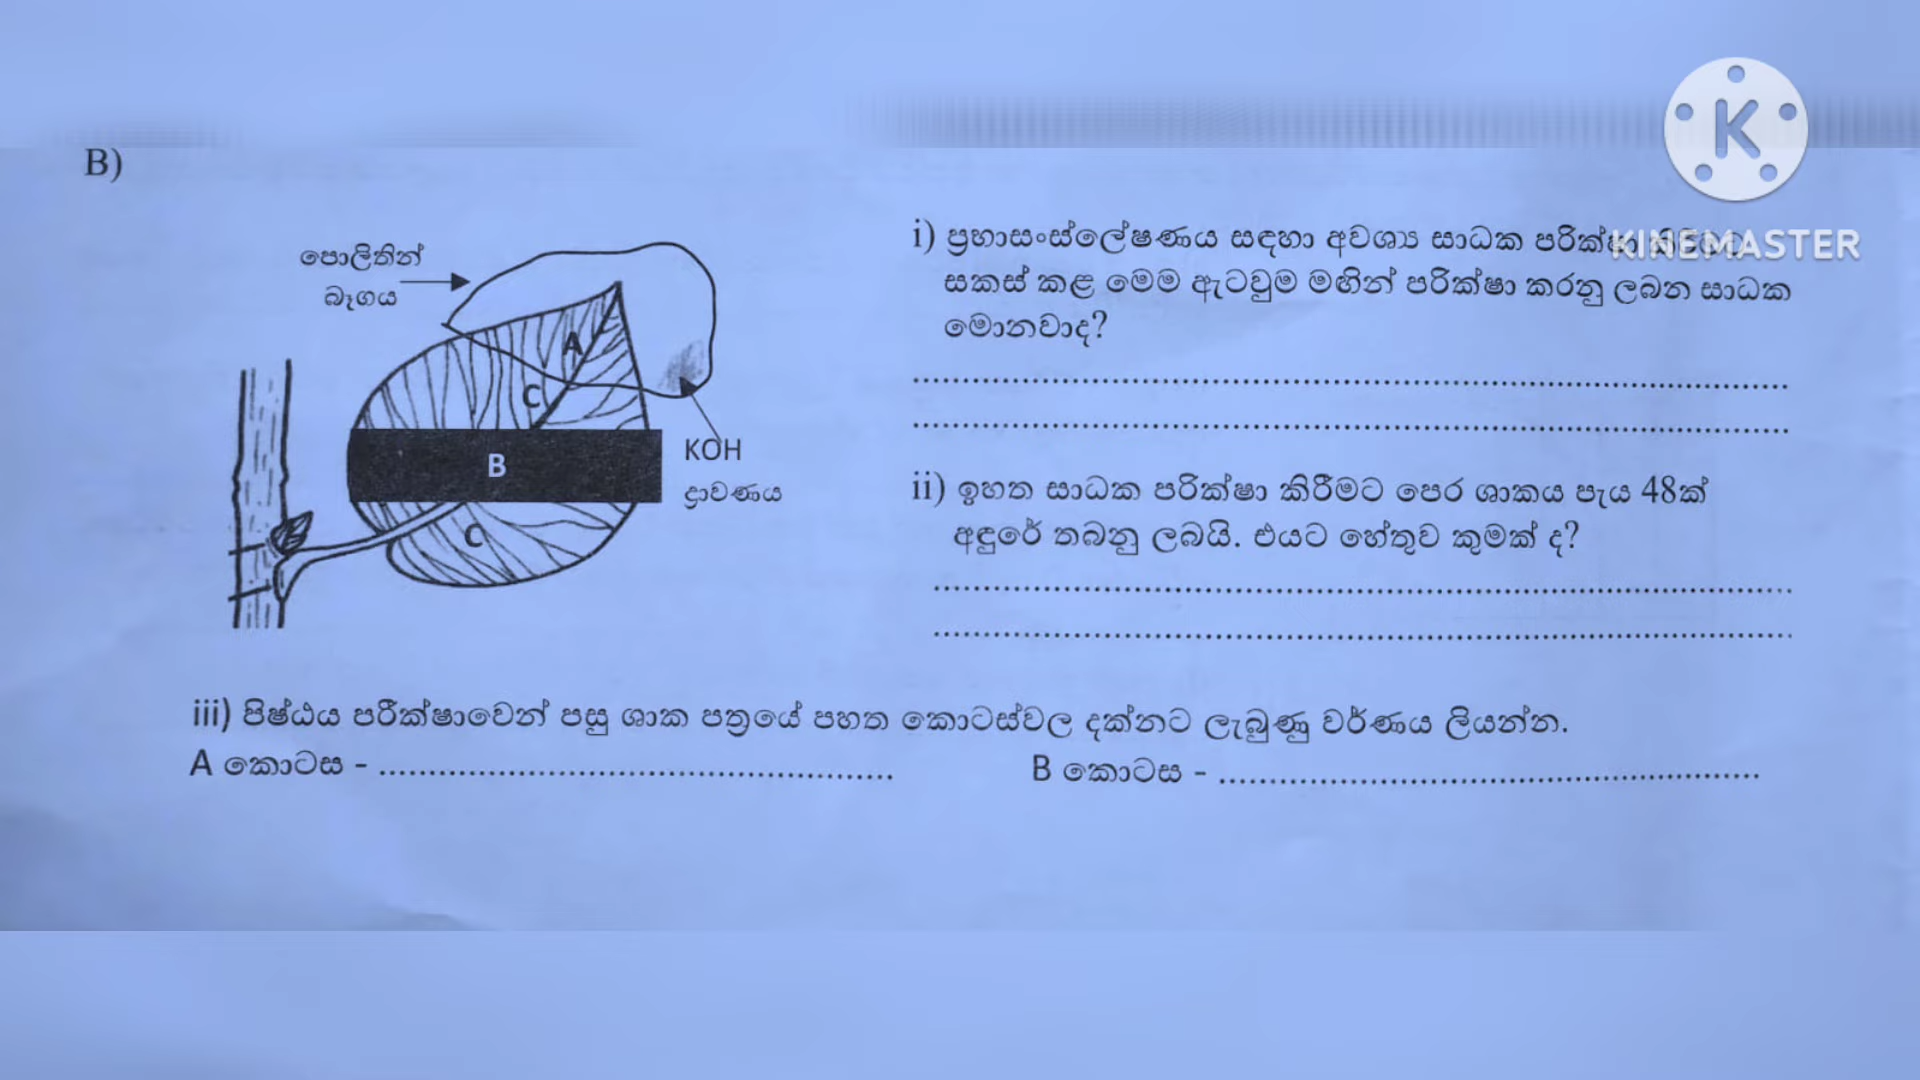 B)
පොලිතින්
බෑගය
A
C
B
C
KOH
ද්‍රාවණය
i) ප්‍රභාසංස්ලේෂණය සඳහා අවශ්‍ය සාධක පරික්ෂා කිරීමට
සකස් කළ මෙම ඇටවුම මඟින් පරික්ෂා කරනු ලබන සාධක
මොනවාද?
ii) ඉහත සාධක පරික්ෂා කිරීමට පෙර ශාකය පැය 48ක්
අඳුරේ තබනු ලබයි. එයට හේතුව කුමක් ද?
iii) පිෂ්ඨය පරීක්ෂාවෙන් පසු ශාක පත්‍රයේ පහත කොටස්වල දක්නට ලැබුණු වර්ණය ලියන්න.
A කොටස - ........................................ B කොටස - ........................................
K
KINEMASTER